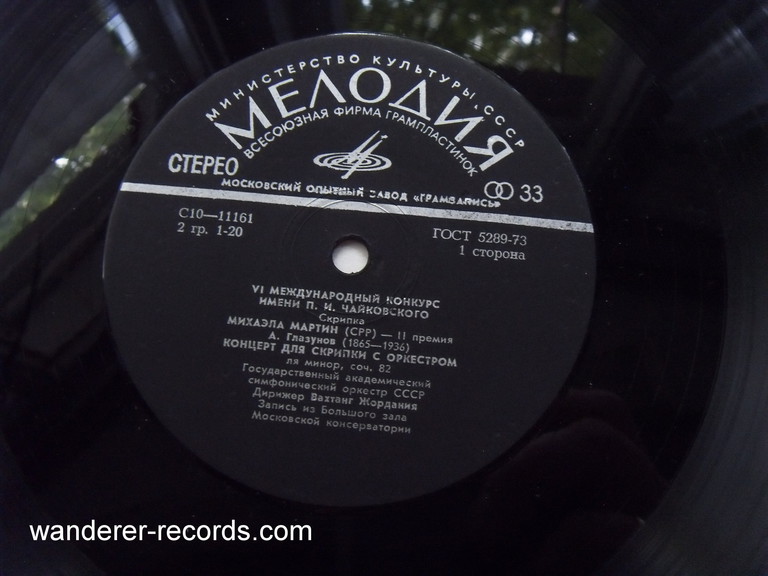 МИНИСТЕРСТВО КУЛЬТУРЫ СССР
МЕЛОДИЯ
ВСЕСОЮЗНАЯ ФИРМА ГРАМПЛАСТИНОК
СТЕРЕО
33
МОСКОВСКИЙ ОПЫТНЫЙ ЗАВОД «ГРАМЗАПИСЬ»
С10—11161
ГОСТ 5289-73
2 гр. 1-20
1 сторона
VI МЕЖДУНАРОДНЫЙ КОНКУРС
ИМЕНИ П. И. ЧАЙКОВСКОГО
Скрипка
МИХАЭЛА МАРТИН (СРР) — II премия
А. Глазунов (1865—1936)
КОНЦЕРТ ДЛЯ СКРИПКИ С ОРКЕСТРОМ
ля минор, соч. 82
Государственный академический
симфонический оркестр СССР
Дирижер Вахтанг Жордания
Запись из Большого зала
Московской консерватории
wanderer-records.com